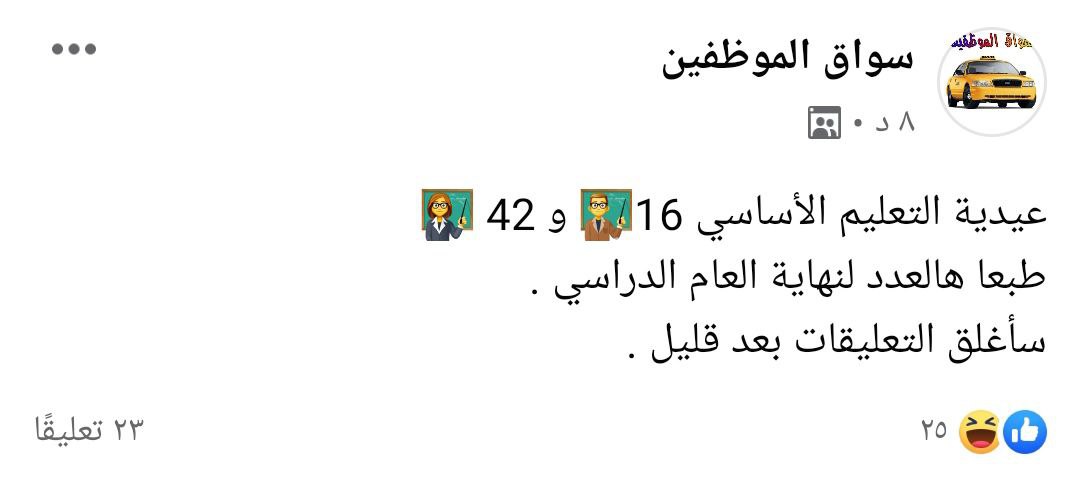 سواق الموظفين
سواق الموظفين
٨ د •
عيدية التعليم الأساسي 16👨‍🏫 و 42 👩‍🏫
طبعا هالعدد لنهاية العام الدراسي .
سأغلق التعليقات بعد قليل .
٢٥
٢٣ تعليقًا